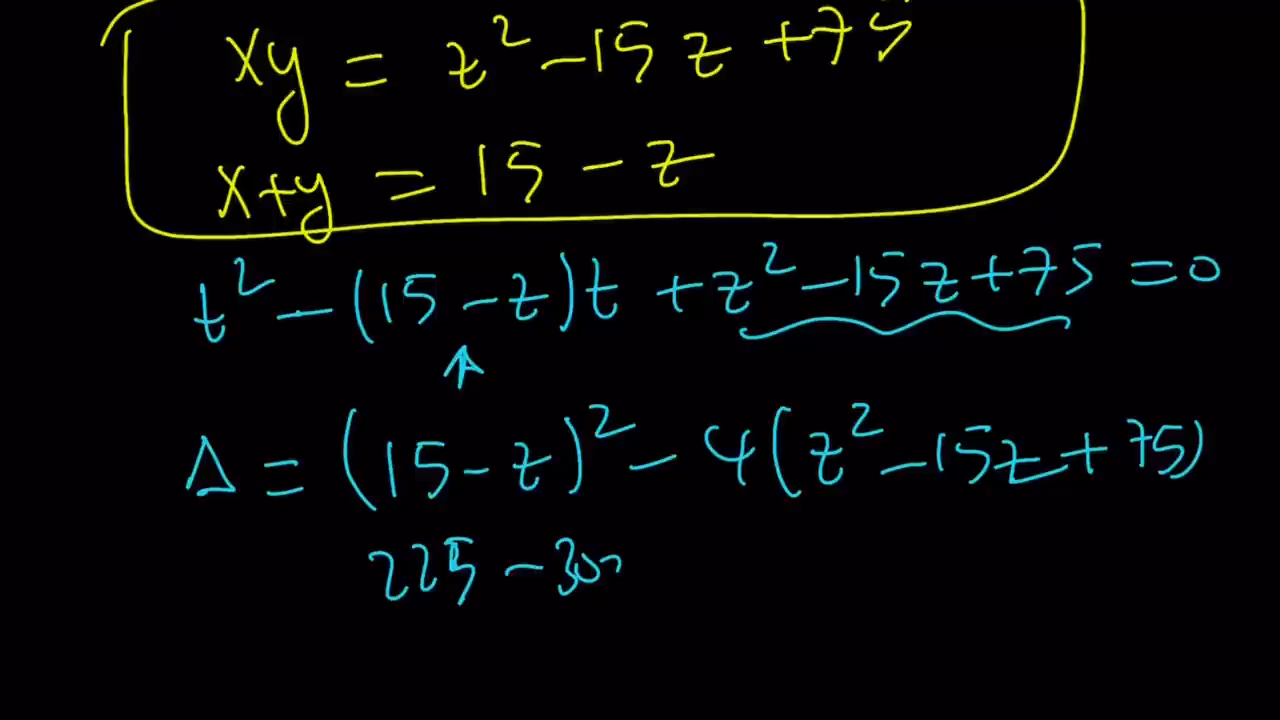 xy = z² - 15z + 75
x+y = 15 - z
t² - (15 - z)t + z² - 15z + 75 = 0
Δ = (15 - z)² - 4(z² - 15z + 75)
225 - 30